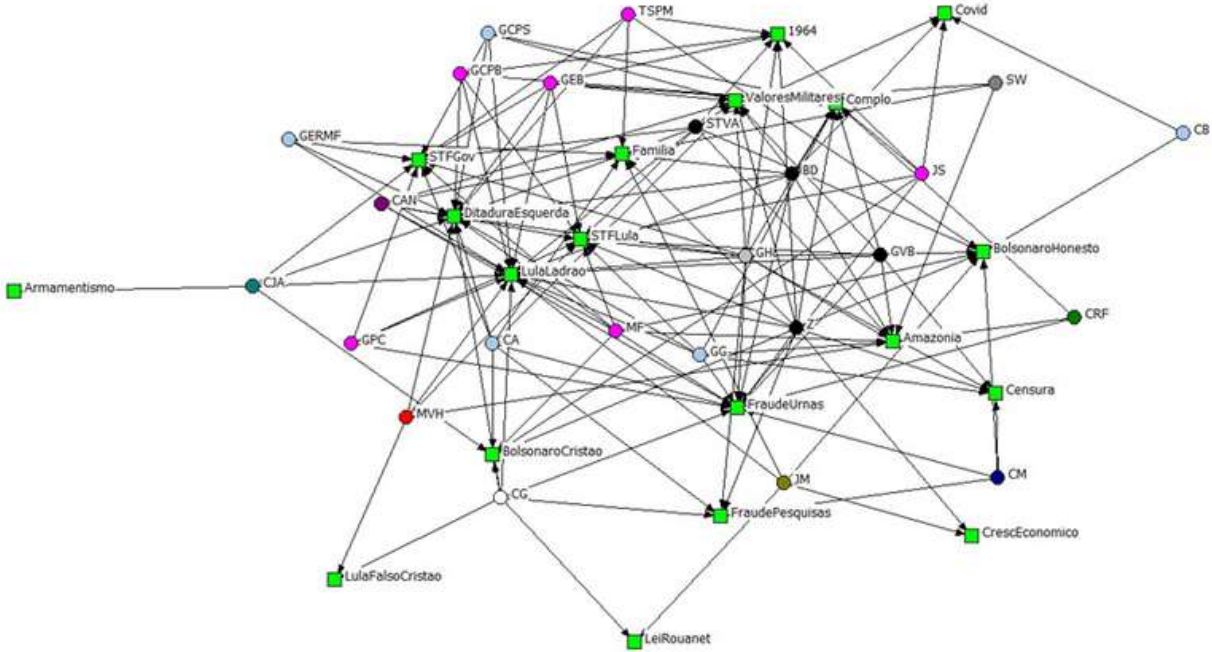 TSPM
Covid
GCPS
1964
GCPB
GEB
SW
ValoresMilitares
Complo
STVA
CB
GERMF
STFGov
Familia
BD
JS
CAN
DitaduraEsquerda
STFLula
GVB
BolsonaroHonesto
LulaLadrao
CJA
Armamentismo
CRF
MF
Z
Amazonia
GPC
CA
GG
Censura
FraudeUrnas
MVH
BolsonaroCristao
CM
JM
CG
FraudePesquisas
CrescEconomico
LulaFalsoCristao
LeiRouanet